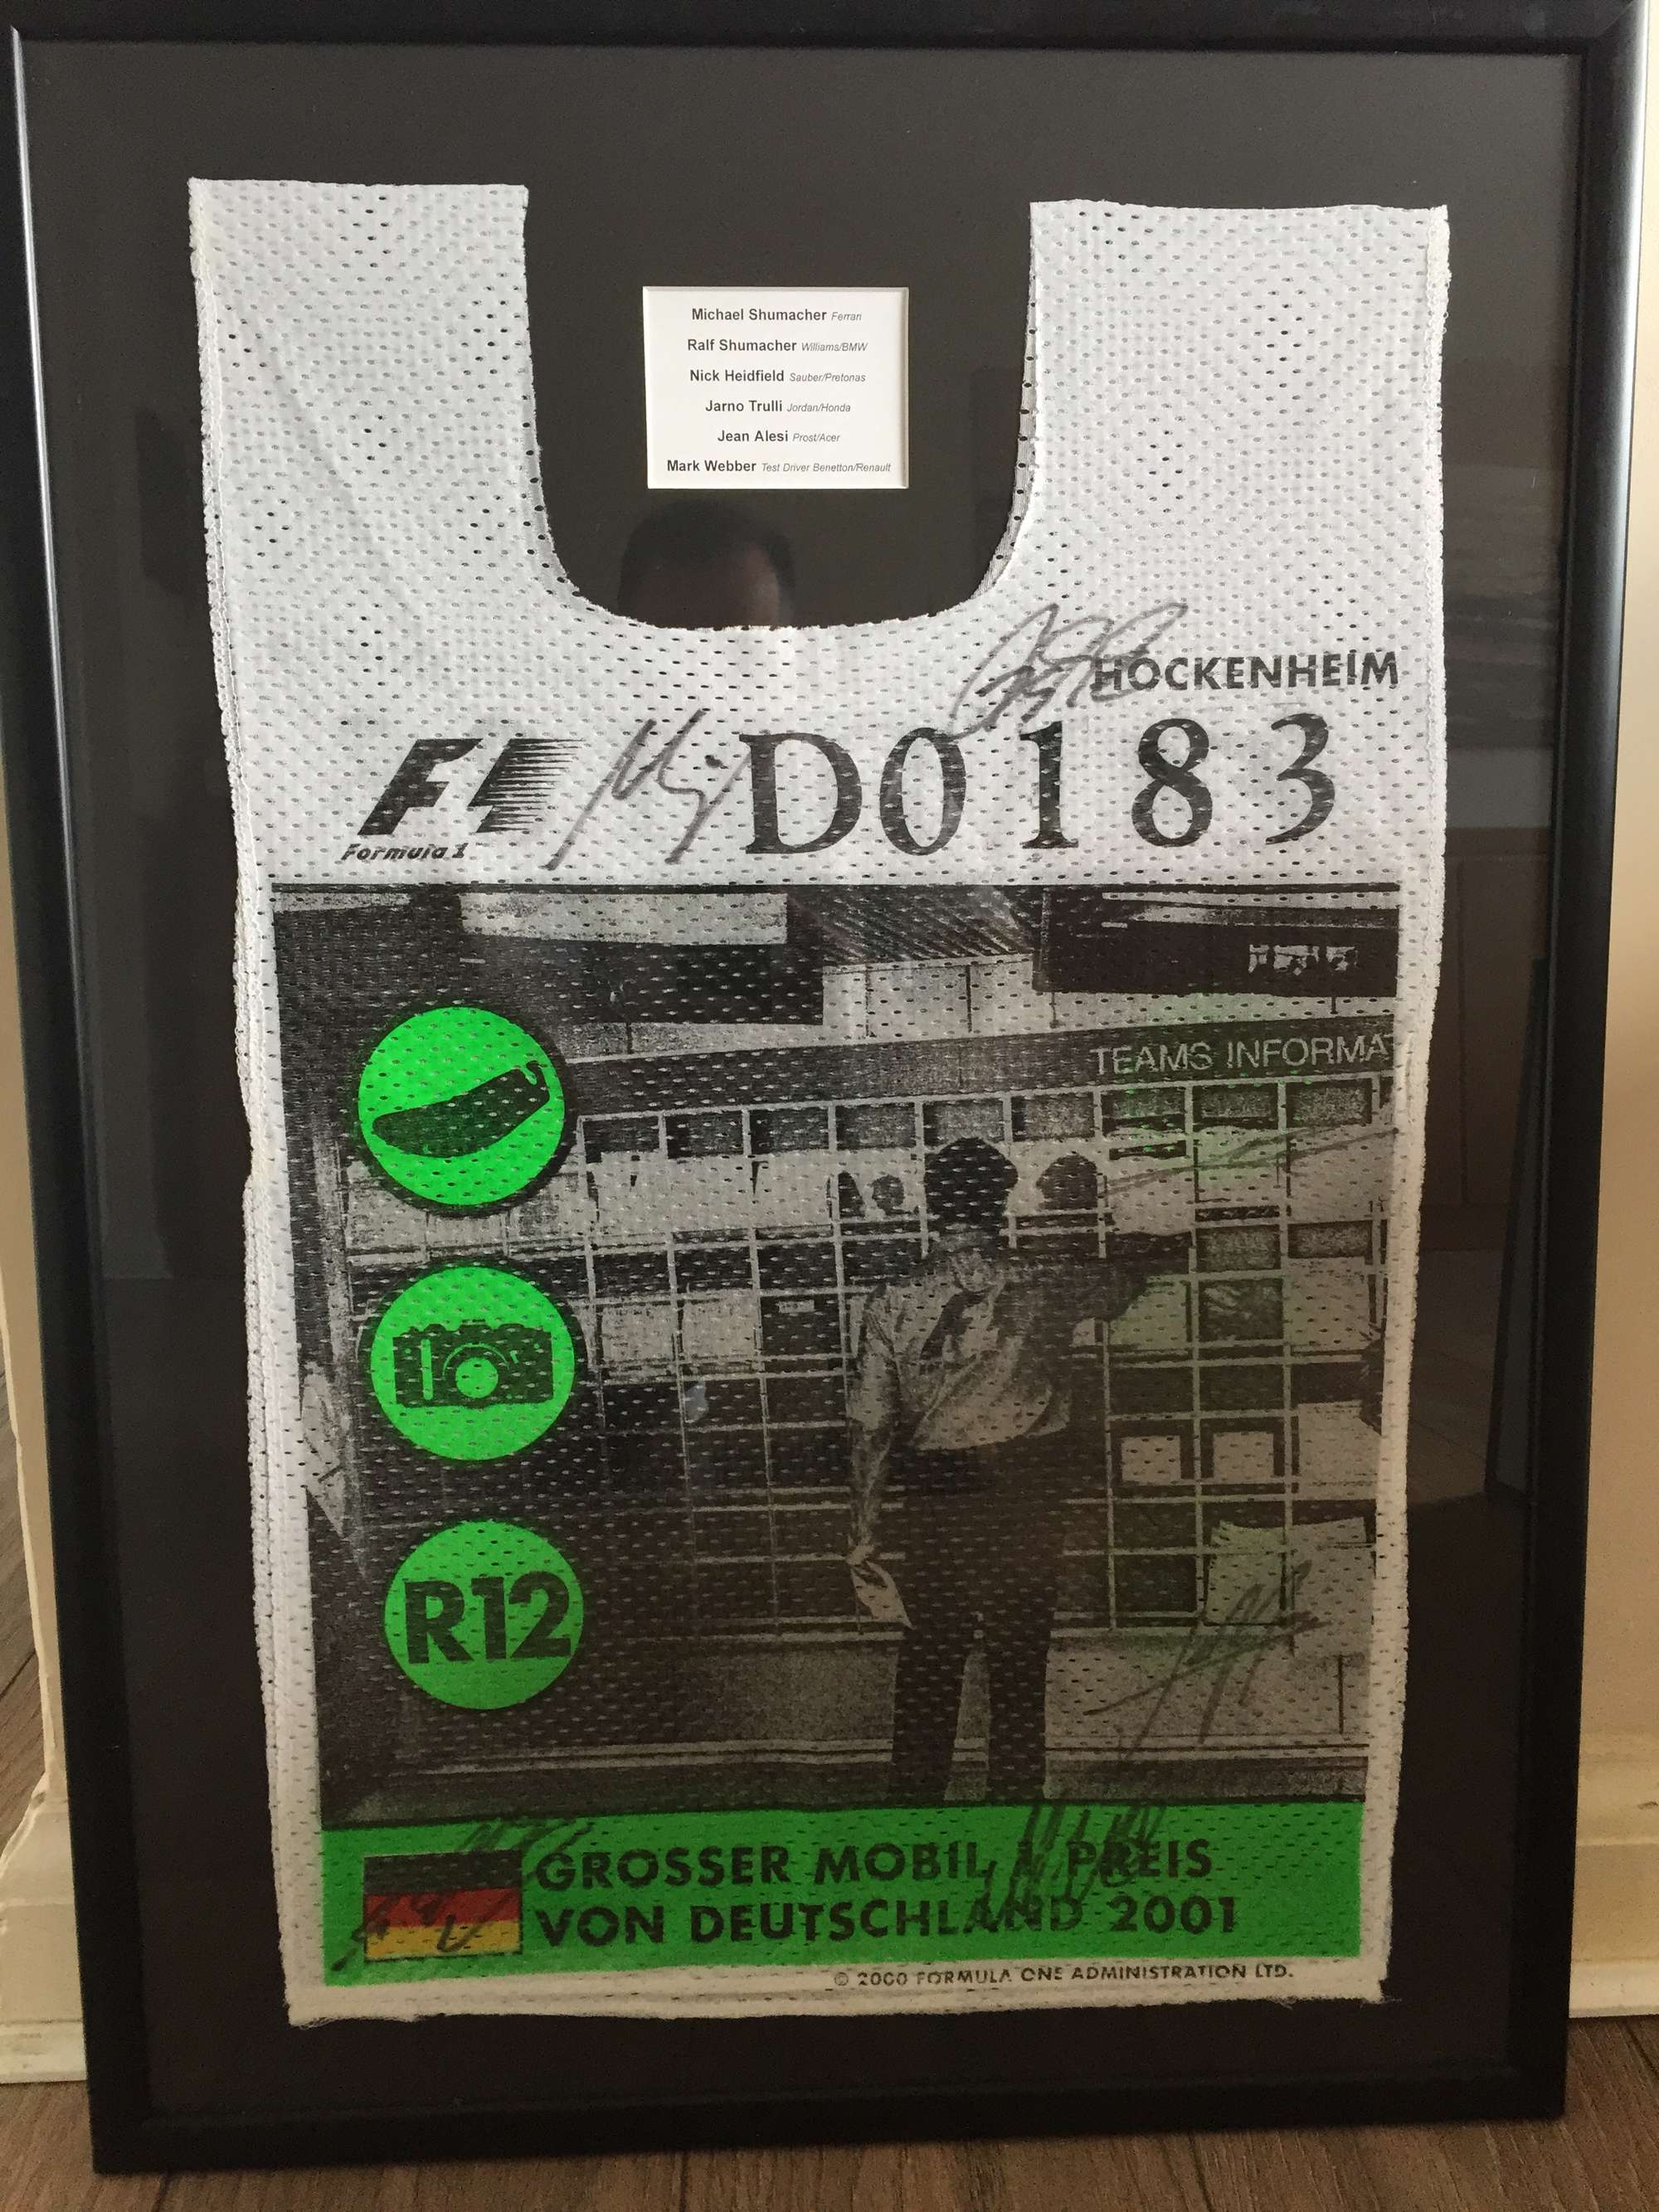 Michael Shumacher Ferrari
Ralf Shumacher Williams/BMW
Nick Heidfield Sauber/Pretonas
Jarno Trulli Jordan/Honda
Jean Alesi Prost/Acer
Mark Webber Test Driver Benetton/Renault
HOCKENHEIM
F1 D0183
Formula 1
TEAMS INFORMA
R12
GROSSER MOBIL 1 PREIS
VON DEUTSCHLAND 2001
© 2000 FORMULA ONE ADMINISTRATION LTD.